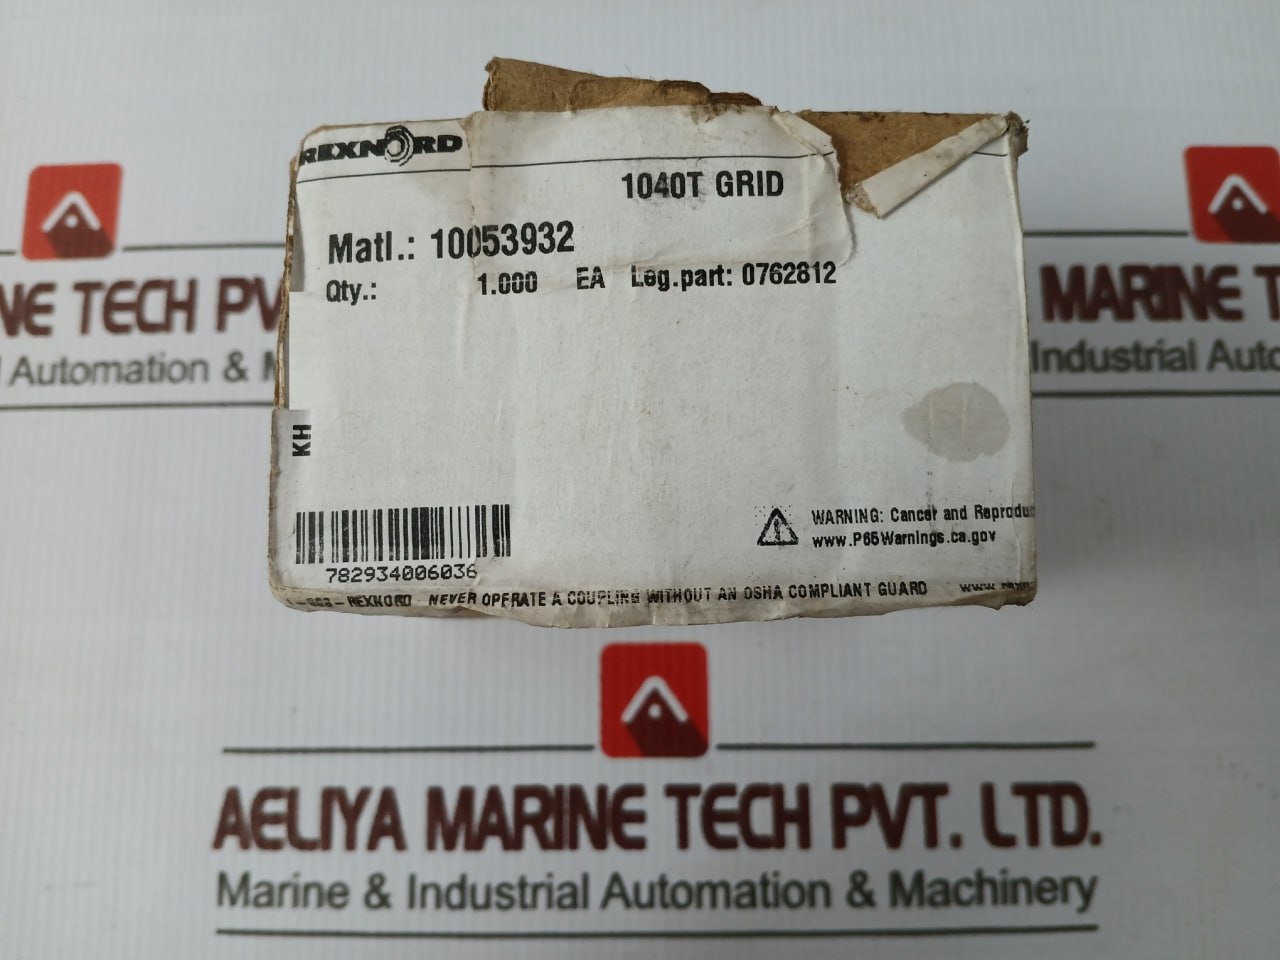 REXNORD
1040T GRID
Matl.: 10053932
Qty.: 1.000 EA Leg.part: 0762812
KH
782934006036
WARNING: Cancer and Reproduc
www.P65Warnings.ca.gov
REXNORD NEVER OPERATE A COUPLING WITHOUT AN OSHA COMPLIANT GUARD
NE TECH PV
Automation &
MARINE T
Industrial Auto
AELIYA MARINE TECH PVT. LTD.
Marine & Industrial Automation & Machinery